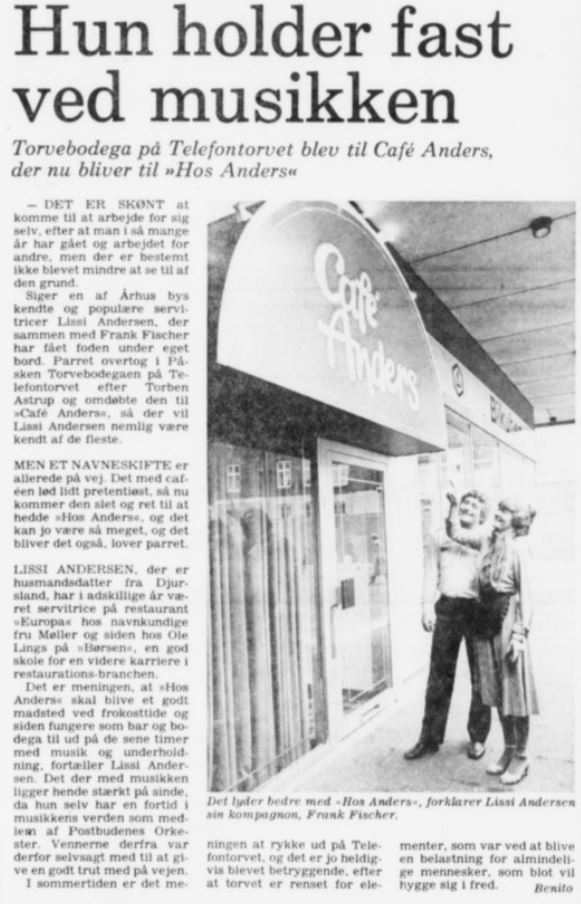 Hun holder fast
ved musikken
Torvebodega på Telefontorvet blev til Café Anders,
der nu bliver til »Hos Anders«
— DET ER SKØNT at
komme til at arbejde for sig
selv, efter at man i så mange
år har gået og arbejdet for
andre, men der er bestemt
ikke blevet mindre at se til af
den grund.
Siger en af Århus bys
kendte og populære servi-
tricer Lissi Andersen, der
sammen med Frank Fischer
har fået foden under eget
bord. Parret overtog i På-
sken Torvebodegaen på Te-
lefontorvet efter Torben
Astrup og omdøbte den til
»Café Anders«, så der vil
Lissi Andersen nemlig være
kendt af de fleste.
MEN ET NAVNESKIFTE er
allerede på vej. Det med caf-
éen lød lidt pretentiøst, så nu
kommer den slet og ret til at
hedde »Hos Anders«, og det
kan jo være så meget, og det
bliver det også, lover parret.
LISSI ANDERSEN, der er
husmandsdatter fra Djur-
sland, har i adskillige år væ-
ret servitrice på restaurant
»Europa« hos navnkundige
fru Møller og siden hos Ole
Lings på »Børsen«, en god
skole for en videre karriere i
restaurations-branchen.
Det er meningen, at »Hos
Anders« skal blive et godt
madsted ved frokosttide og
siden fungere som bar og bo-
dega til ud på de sene timer
med musik og underhold-
ning, fortæller Lissi Ander-
sen. Det der med musikken
ligger hende stærkt på sinde,
da hun selv har en fortid i
musikkens verden som med-
lem af Postbudenes Orke-
ster. Vennerne derfra var
derfor selvsagt med til at gi-
ve en godt trut med på vejen.
I sommertiden er det me-
Café
Anders
Det lyder bedre med »Hos Anders«, forklarer Lissi Andersen
sin kompagnon, Frank Fischer.
ningen at rykke ud på Tele-
fontorvet, og det er jo heldig-
vis blevet betryggende, efter
at torvet er renset for ele-
menter, som var ved at blive
en belastning for almindeli-
ge mennesker, som blot vil
hygge sig i fred.
Benito